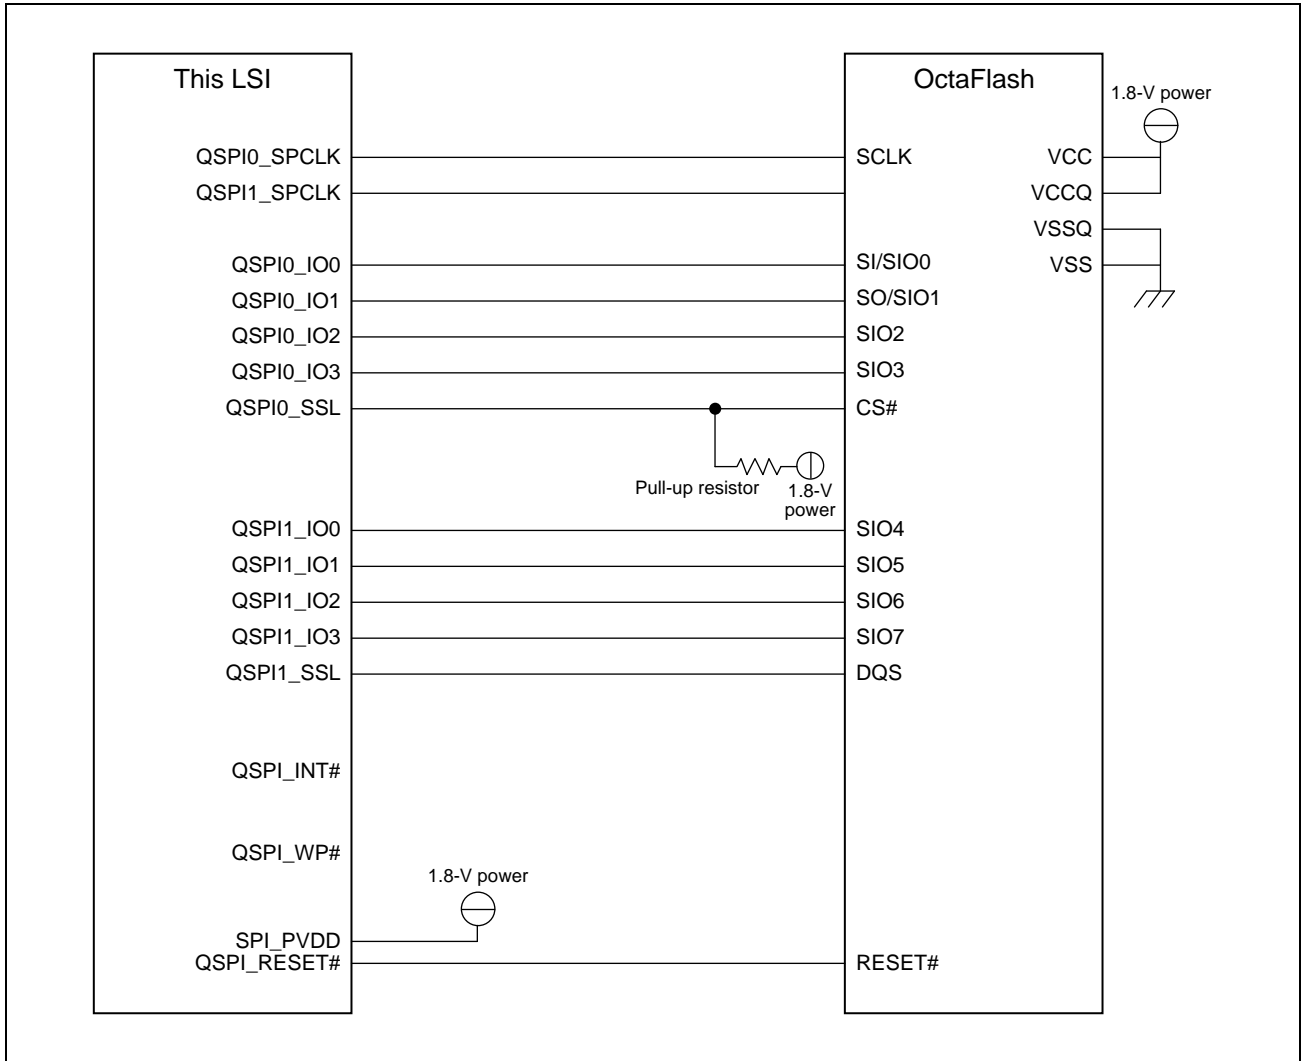 This LSI
OctaFlash
1.8-V power
QSPI0_SPCLK
SCLK
VCC
QSPI1_SPCLK
VCCQ
VSSQ
QSPI0_IO0
SI/SIO0
VSS
QSPI0_IO1
SO/SIO1
QSPI0_IO2
SIO2
QSPI0_IO3
SIO3
QSPI0_SSL
CS#
Pull-up resistor
1.8-V
power
QSPI1_IO0
SIO4
QSPI1_IO1
SIO5
QSPI1_IO2
SIO6
QSPI1_IO3
SIO7
QSPI1_SSL
DQS
QSPI_INT#
QSPI_WP#
1.8-V power
SPI_PVDD
QSPI_RESET#
RESET#